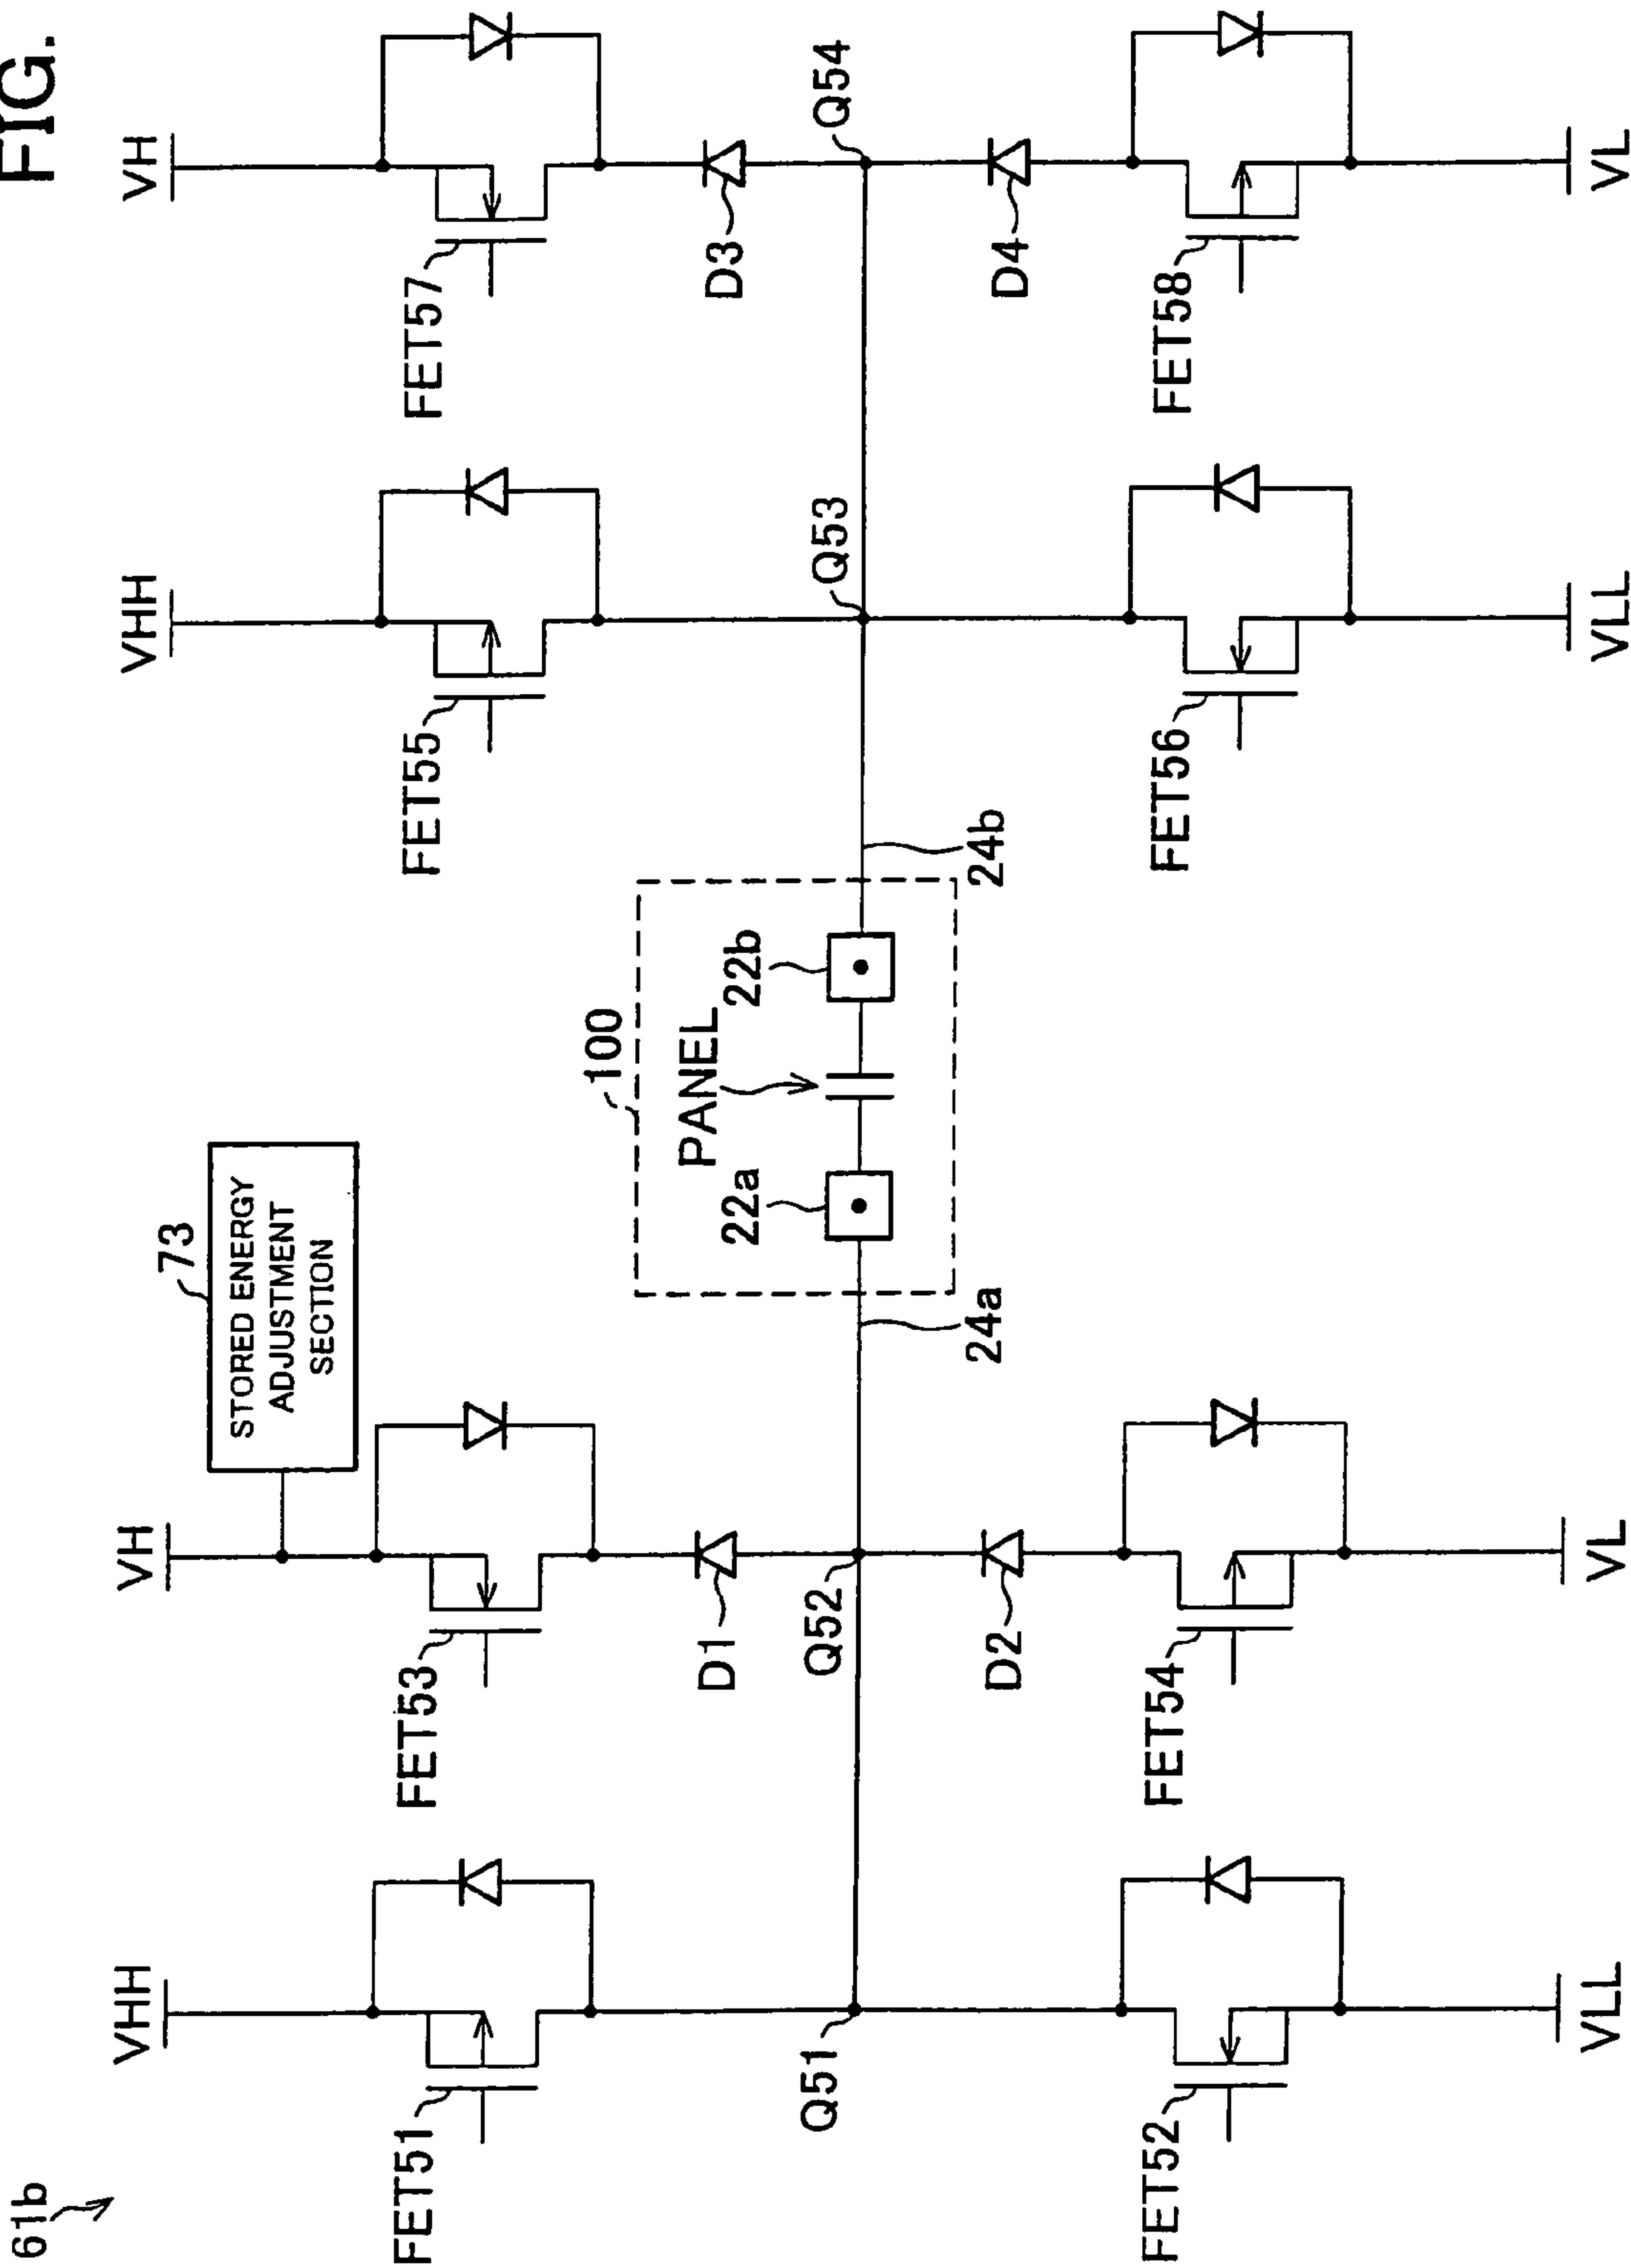 FIG.
61b
VHH
VH
VHH
VH
73
STORED ENERGY
ADJUSTMENT
SECTION
FET51
FET53
FET55
FET57
D1
D3
100
PANEL
22a
22b
Q51
Q52
Q53
Q54
24a
24b
D2
D4
FET52
FET54
FET56
FET58
VLL
VL
VLL
VL